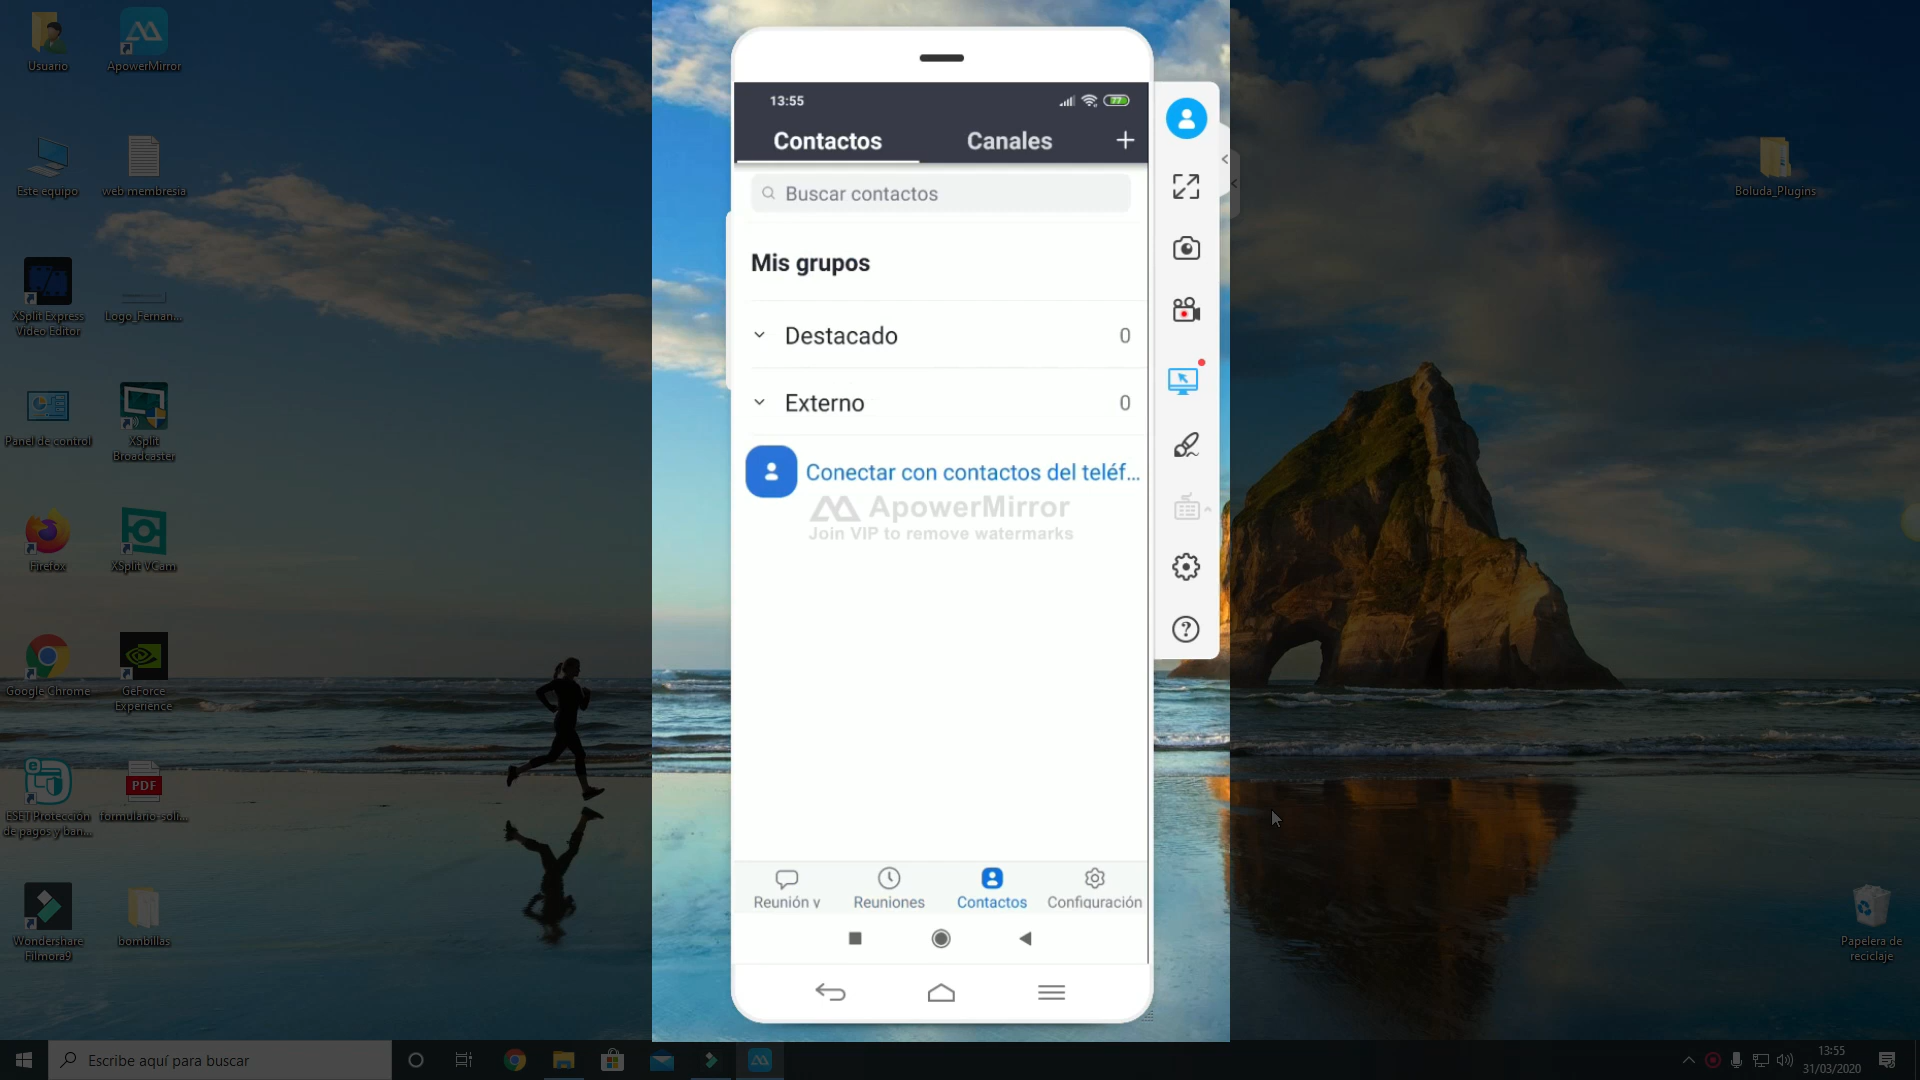 Usuario
ApowerMirror
Este equipo
web membresia
XSplit Express
Video Editor
Logo_Fernan...
Panel de control
XSplit
Broadcaster
Firefox
XSplit VCam
Google Chrome
GeForce
Experience
ESET Protección
de pagos y ban...
PDF
formulario-soli...
Wondershare
Filmora9
bombillas
13:55
77
Contactos
Canales
Buscar contactos
Mis grupos
Destacado 0
Externo 0
Conectar con contactos del teléf...
ApowerMirror
Join VIP to remove watermarks
Reunión y
Reuniones
Contactos
Configuración
Boluda_Plugins
Papelera de
reciclaje
Escribe aquí para buscar
13:55
31/03/2020